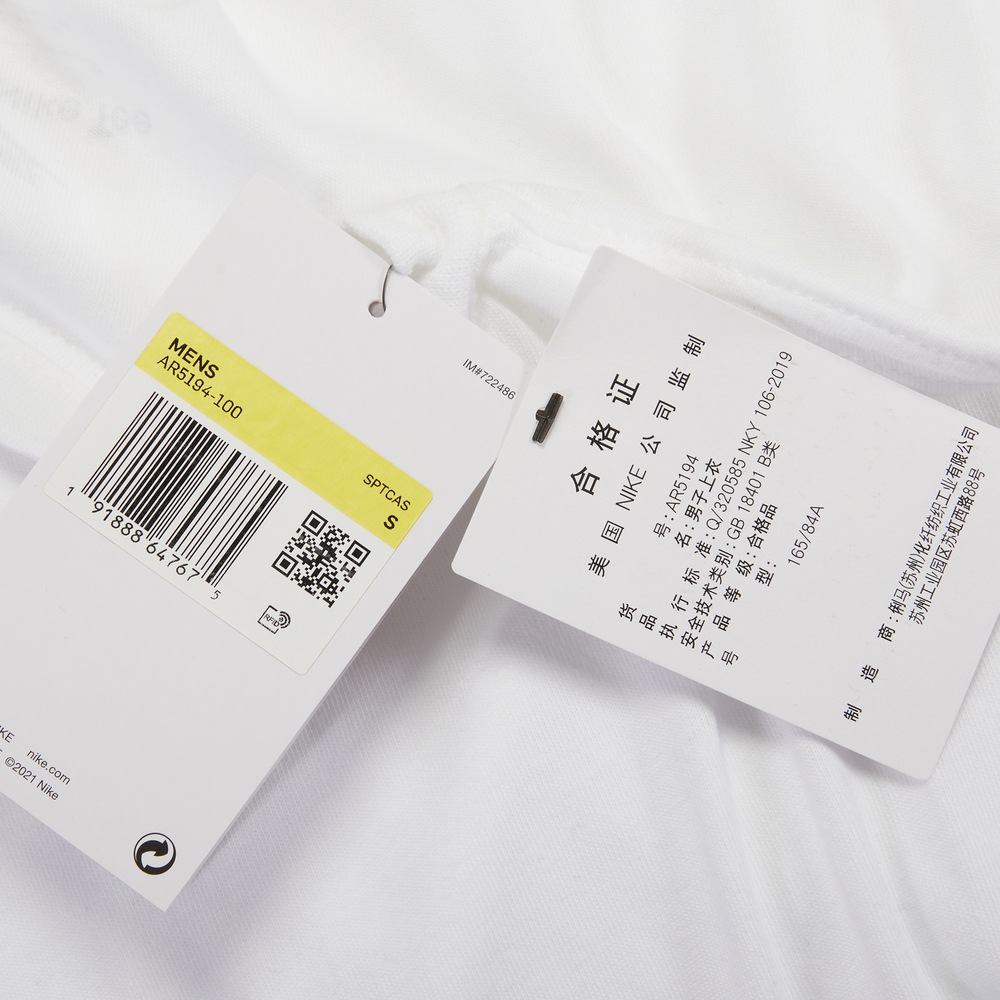 Nike Tee
IM#722486
MENS
AR5194-100
SPTCAS
S
1 91888 64767 5
RFID
nike.com
©2021 Nike
合格证
美国 NIKE 公司监制
货号:AR5194
品名:男子上衣
执行标准:Q/320585 NKY 106-2019
安全技术类别:GB 18401 B类
产品等级:合格品
号型:165/84A
制造商:俐马(苏州)化纤纺织工业有限公司
苏州工业园区苏虹西路88号